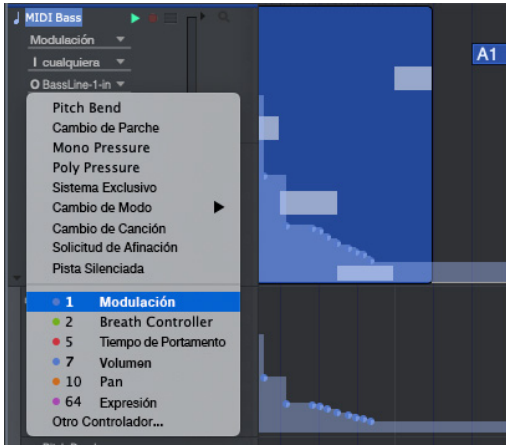 MIDI Bass
Modulación
I cualquiera
O BassLine-1-in
A1
Pitch Bend
Cambio de Parche
Mono Pressure
Poly Pressure
Sistema Exclusivo
Cambio de Modo
Cambio de Canción
Solicitud de Afinación
Pista Silenciada
1 Modulación
2 Breath Controller
5 Tiempo de Portamento
7 Volumen
10 Pan
64 Expresión
Otro Controlador...